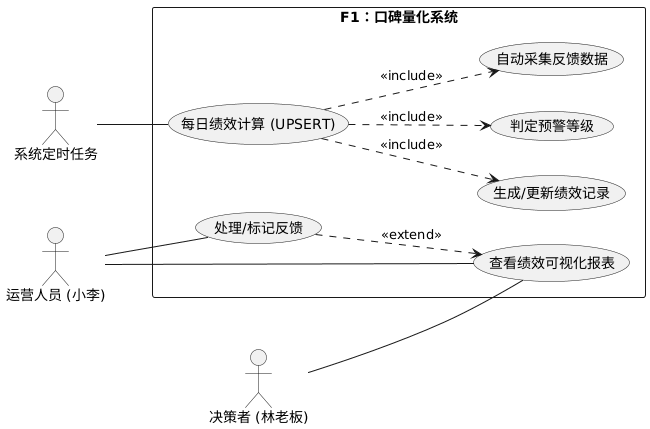 F1：口碑量化系统
自动采集反馈数据
«include»
每日绩效计算 (UPSERT)
«include»
判定预警等级
«include»
生成/更新绩效记录
系统定时任务
处理/标记反馈
«extend»
查看绩效可视化报表
运营人员 (小李)
决策者 (林老板)